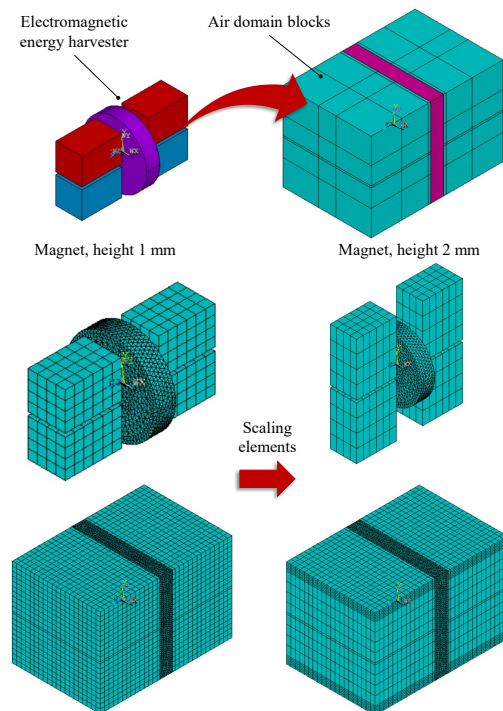 Electromagnetic
energy harvester
Air domain blocks
Magnet, height 1 mm
Magnet, height 2 mm
Scaling
elements